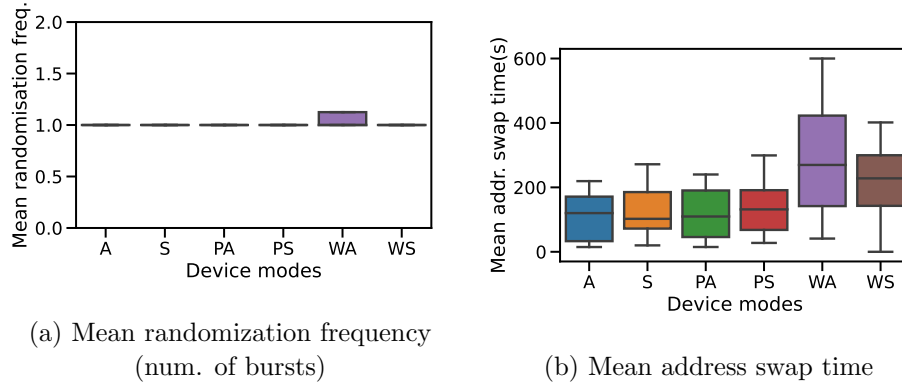 Mean randomisation freq.
2.0
1.5
1.0
0.5
0.0
A S PA PS WA WS
Device modes
(a) Mean randomization frequency
(num. of bursts)
Mean addr. swap time(s)
600
400
200
0
A S PA PS WA WS
Device modes
(b) Mean address swap time